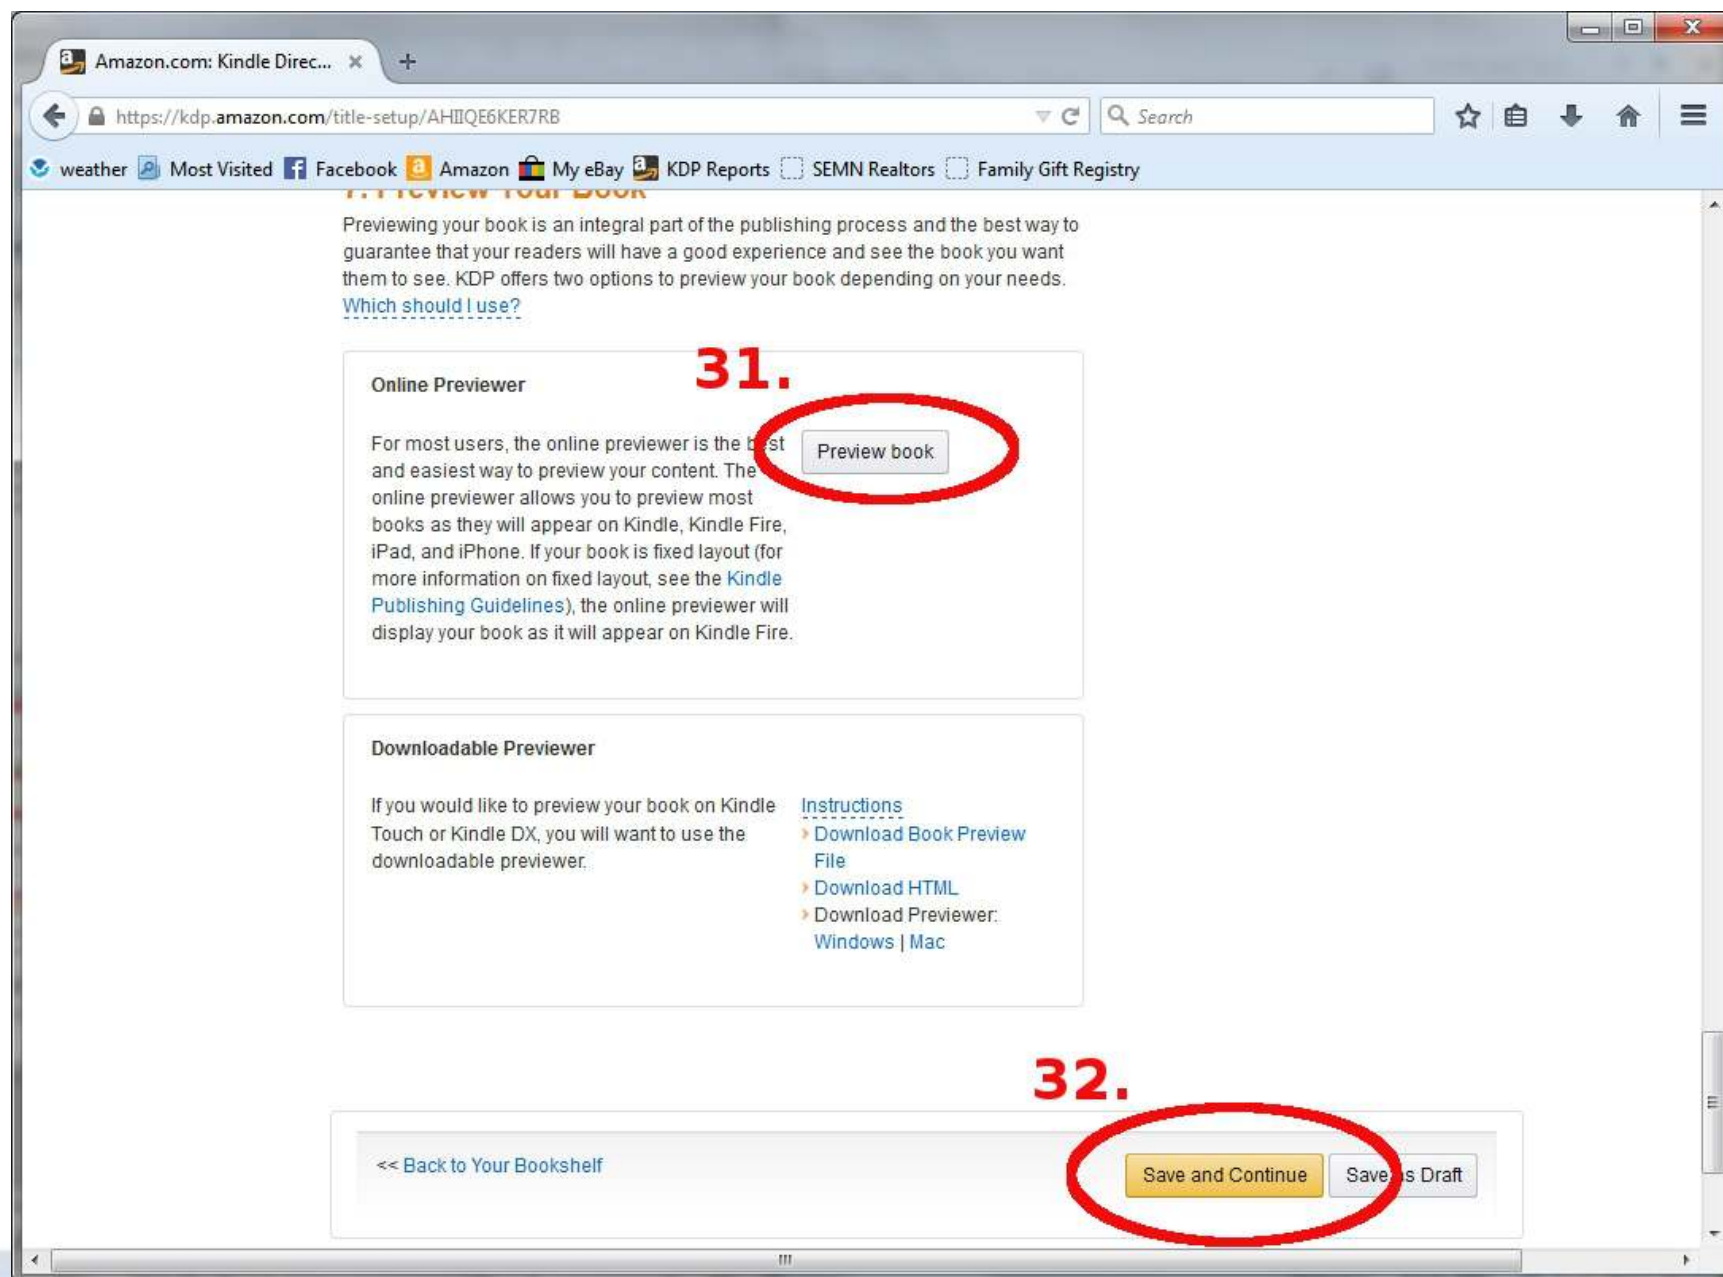 Amazon.com: Kindle Direc...
https://kdp.amazon.com/title-setup/AHIIQE6KER7RB
Search
weather Most Visited Facebook Amazon My eBay KDP Reports SEMN Realtors Family Gift Registry
7. Preview Your Book
Previewing your book is an integral part of the publishing process and the best way to
guarantee that your readers will have a good experience and see the book you want
them to see. KDP offers two options to preview your book depending on your needs.
Which should I use?
31.
Online Previewer
For most users, the online previewer is the best
and easiest way to preview your content. The
online previewer allows you to preview most
books as they will appear on Kindle, Kindle Fire,
iPad, and iPhone. If your book is fixed layout (for
more information on fixed layout, see the Kindle
Publishing Guidelines), the online previewer will
display your book as it will appear on Kindle Fire.
Preview book
Downloadable Previewer
If you would like to preview your book on Kindle
Touch or Kindle DX, you will want to use the
downloadable previewer.
Instructions
› Download Book Preview
File
› Download HTML
› Download Previewer:
Windows | Mac
32.
<< Back to Your Bookshelf
Save and Continue
Save as Draft